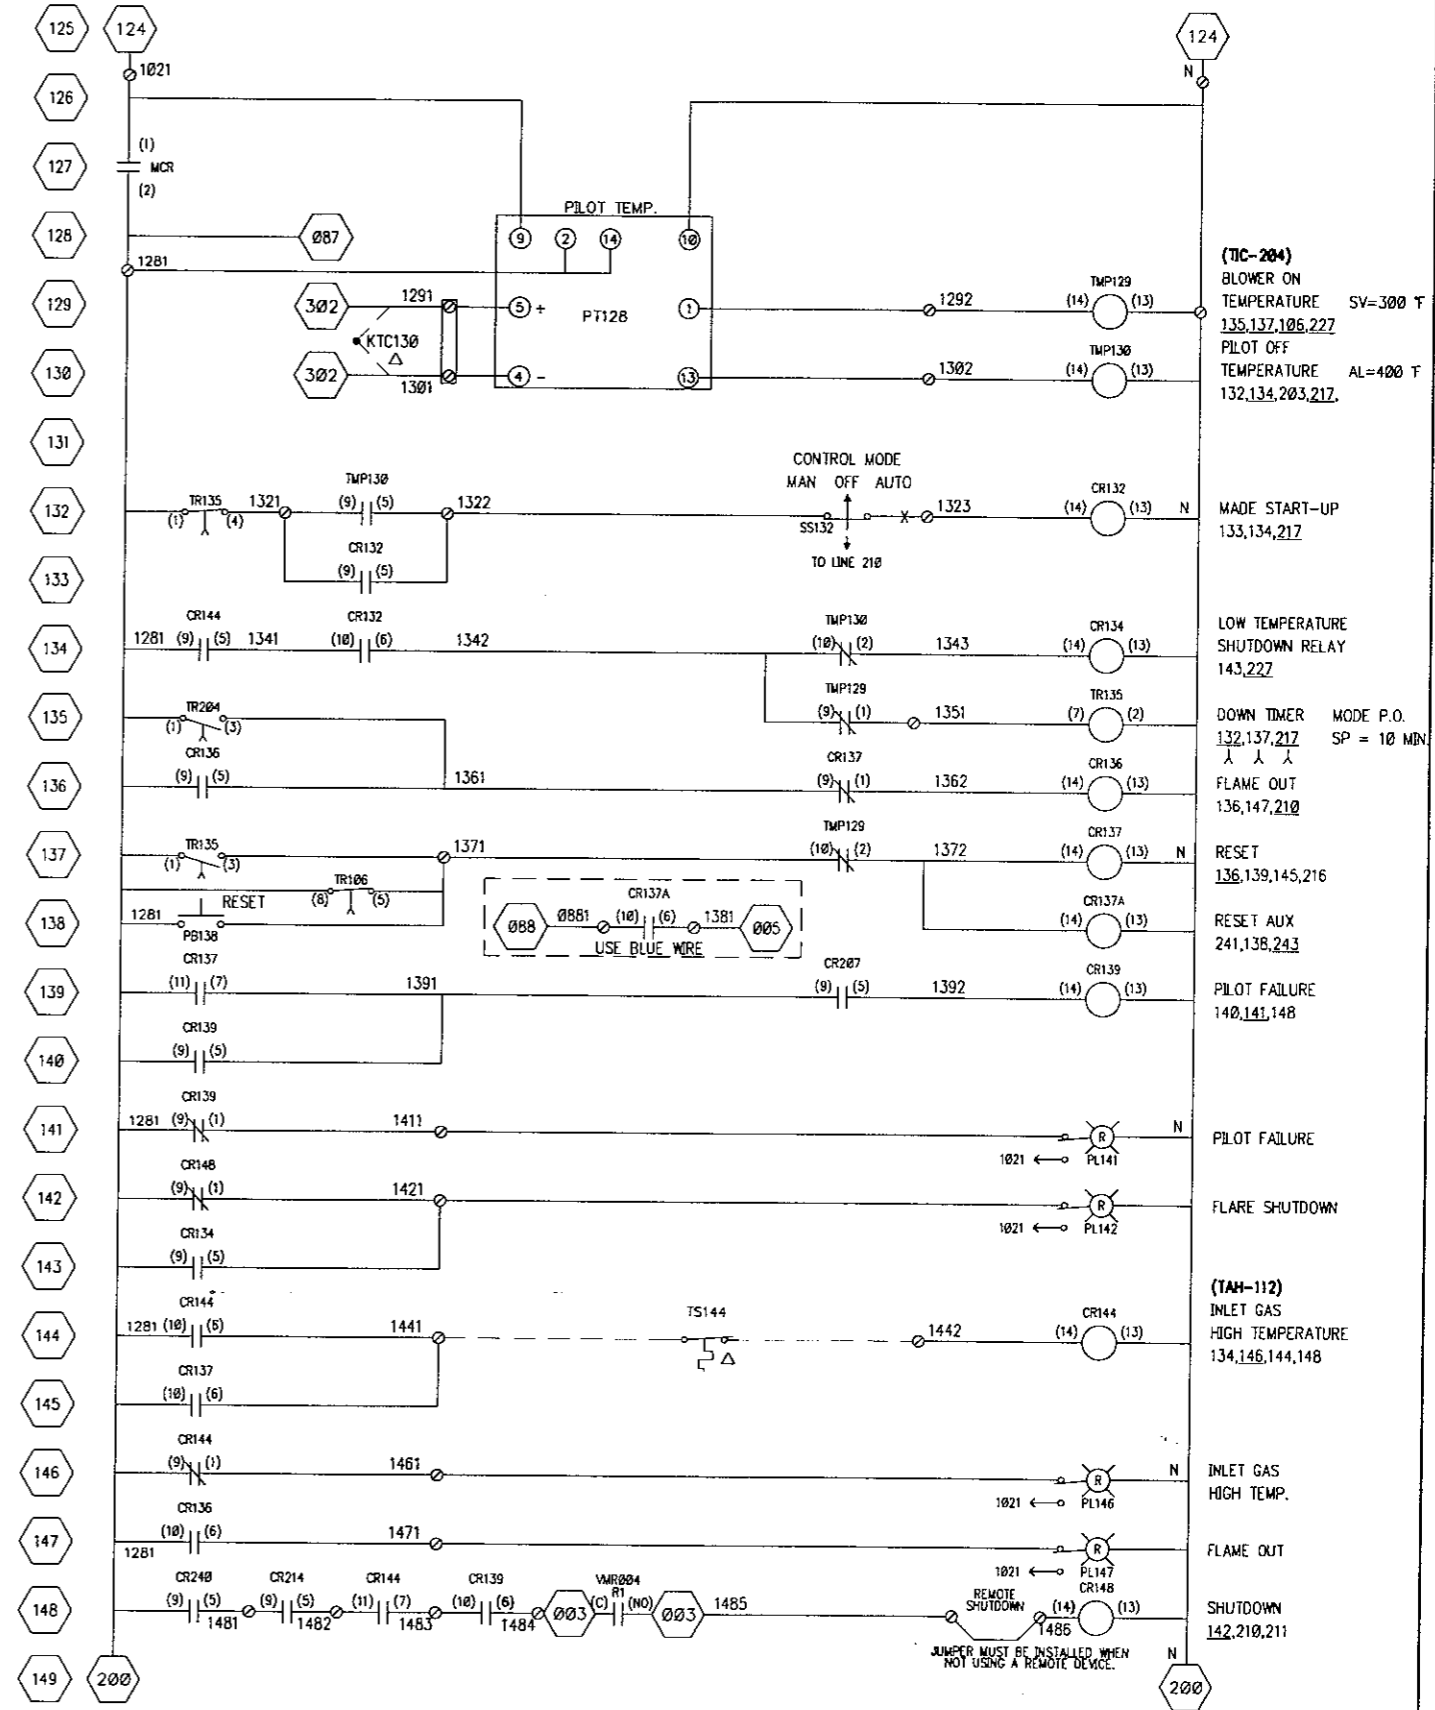 125 124 124
1021 N
126
(1)
127 MCR
(2)
PILOT TEMP.
128 087 9 2 14 10
1281 (TIC-204)
BLOWER ON
129 302 1291 5 + PT128 1 1292 (14) TMP129 (13) TEMPERATURE SV=300 °F
KTC130 135,137,106,227
PILOT OFF
130 302 1301 4 - 13 1302 (14) TMP130 (13) TEMPERATURE AL=400 °F
132,134,203,217.
131
CONTROL MODE
MAN OFF AUTO
TMP130 CR132
132 (1) TR135 (4) 1321 (9) (5) 1322 SS132 X 1323 (14) (13) N MADE START-UP
133,134,217
CR132 TO LINE 210
133 (9) (5)
CR144 CR132 TMP130 CR134 LOW TEMPERATURE
134 1281 (9) (5) 1341 (10) (6) 1342 (10) (2) 1343 (14) (13) SHUTDOWN RELAY
143,227
TR204 TMP129 TR135
135 (1) (3) (9) (1) 1351 (7) (2) DOWN TIMER MODE P.O.
132,137,217 SP = 10 MIN
CR136 CR137 CR136
136 (9) (5) 1361 (9) (1) 1362 (14) (13) FLAME OUT
136,147,210
TR135 TMP129 CR137
137 (1) (3) 1371 (10) (2) 1372 (14) (13) N RESET
136,139,145,216
TR106
(8) (5)
RESET CR137A CR137A
138 1281 PB138 088 0881 (10) (6) 1381 005 (14) (13) RESET AUX
USE BLUE WIRE 241,138,243
CR137 CR207 CR139
139 (11) (7) 1391 (9) (5) 1392 (14) (13) PILOT FAILURE
140,141,148
CR139
140 (9) (5)
CR139
141 1281 (9) (1) 1411 R N PILOT FAILURE
1021 PL141
CR148
142 (9) (1) 1421 R FLARE SHUTDOWN
1021 PL142
CR134
143 (9) (5)
(TAH-112)
CR144 TS144 CR144 INLET GAS
144 1281 (10) (6) 1441 1442 (14) (13) HIGH TEMPERATURE
134,146,144,148
CR137
145 (10) (6)
CR144
146 (9) (1) 1461 R N INLET GAS
1021 PL146 HIGH TEMP.
CR136
147 1281 (10) (6) 1471 R FLAME OUT
1021 PL147
CR240 CR214 CR144 CR139 VMR004 REMOTE SHUTDOWN CR148
148 (9) (5) 1481 (9) (5) 1482 (11) (7) 1483 (10) (6) 1484 003 (C) R1 (NO) 003 1485 1486 (14) (13) SHUTDOWN
142,210,211
JUMPER MUST BE INSTALLED WHEN
NOT USING A REMOTE DEVICE.
149 200 N 200